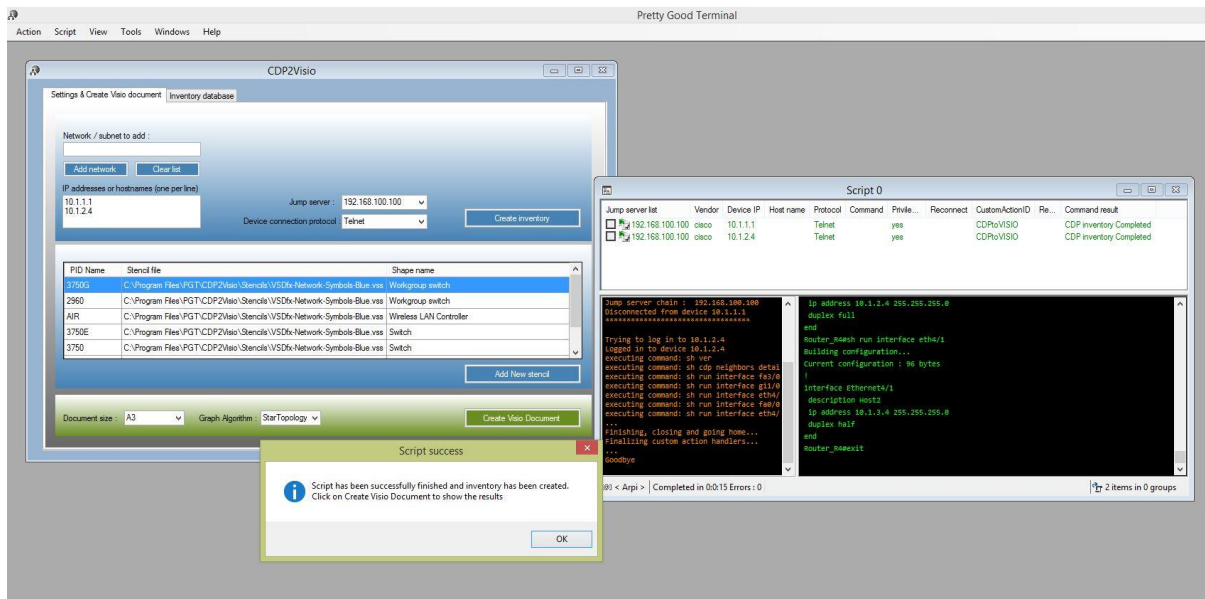 Pretty Good Terminal
Action Script View Tools Windows Help
CDP2Visio
Settings & Create Visio document Inventory database
Network / subnet to add :
Add network Clear list
IP addresses or hostnames (one per line)
10.1.1.1
10.1.2.4
Jump server : 192.168.100.100
Device connection protocol : Telnet
Create inventory
PID Name Stencil file Shape name
3750G C:\Program Files\PGT\CDP2Visio\Stencils\VSDfx-Network-Symbols-Blue.vss Workgroup switch
2960 C:\Program Files\PGT\CDP2Visio\Stencils\VSDfx-Network-Symbols-Blue.vss Workgroup switch
AIR C:\Program Files\PGT\CDP2Visio\Stencils\VSDfx-Network-Symbols-Blue.vss Wireless LAN Controller
3750E C:\Program Files\PGT\CDP2Visio\Stencils\VSDfx-Network-Symbols-Blue.vss Switch
3750 C:\Program Files\PGT\CDP2Visio\Stencils\VSDfx-Network-Symbols-Blue.vss Switch
Add New stencil
Document size : A3 Graph Algorithm : StarTopology Create Visio Document
Script success
Script has been successfully finished and inventory has been created.
Click on Create Visio Document to show the results
OK
Script 0
Jump server list Vendor Device IP Host name Protocol Command Privile... Reconnect CustomActionID Re... Command result
192.168.100.100 cisco 10.1.1.1 Telnet yes CDPtoVISIO CDP inventory Completed
192.168.100.100 cisco 10.1.2.4 Telnet yes CDPtoVISIO CDP inventory Completed
Jump server chain : 192.168.100.100
Disconnected from device 10.1.1.1
**********************************
Trying to log in to 10.1.2.4
Logged in to device 10.1.2.4
executing command: sh ver
executing command: sh cdp neighbors detai
executing command: sh run interface fa3/0
executing command: sh run interface gi1/0
executing command: sh run interface eth4/
executing command: sh run interface fa0/0
executing command: sh run interface eth4/
...
Finishing, closing and going home...
Finalizing custom action handlers...
...
Goodbye
ip address 10.1.2.4 255.255.255.0
duplex full
end
Router_R4#sh run interface eth4/1
Building configuration...
Current configuration : 96 bytes
!
interface Ethernet4/1
description Host2
ip address 10.1.3.4 255.255.255.0
duplex half
end
Router_R4#exit
< Arpi > Completed in 0:0:15 Errors : 0
2 items in 0 groups